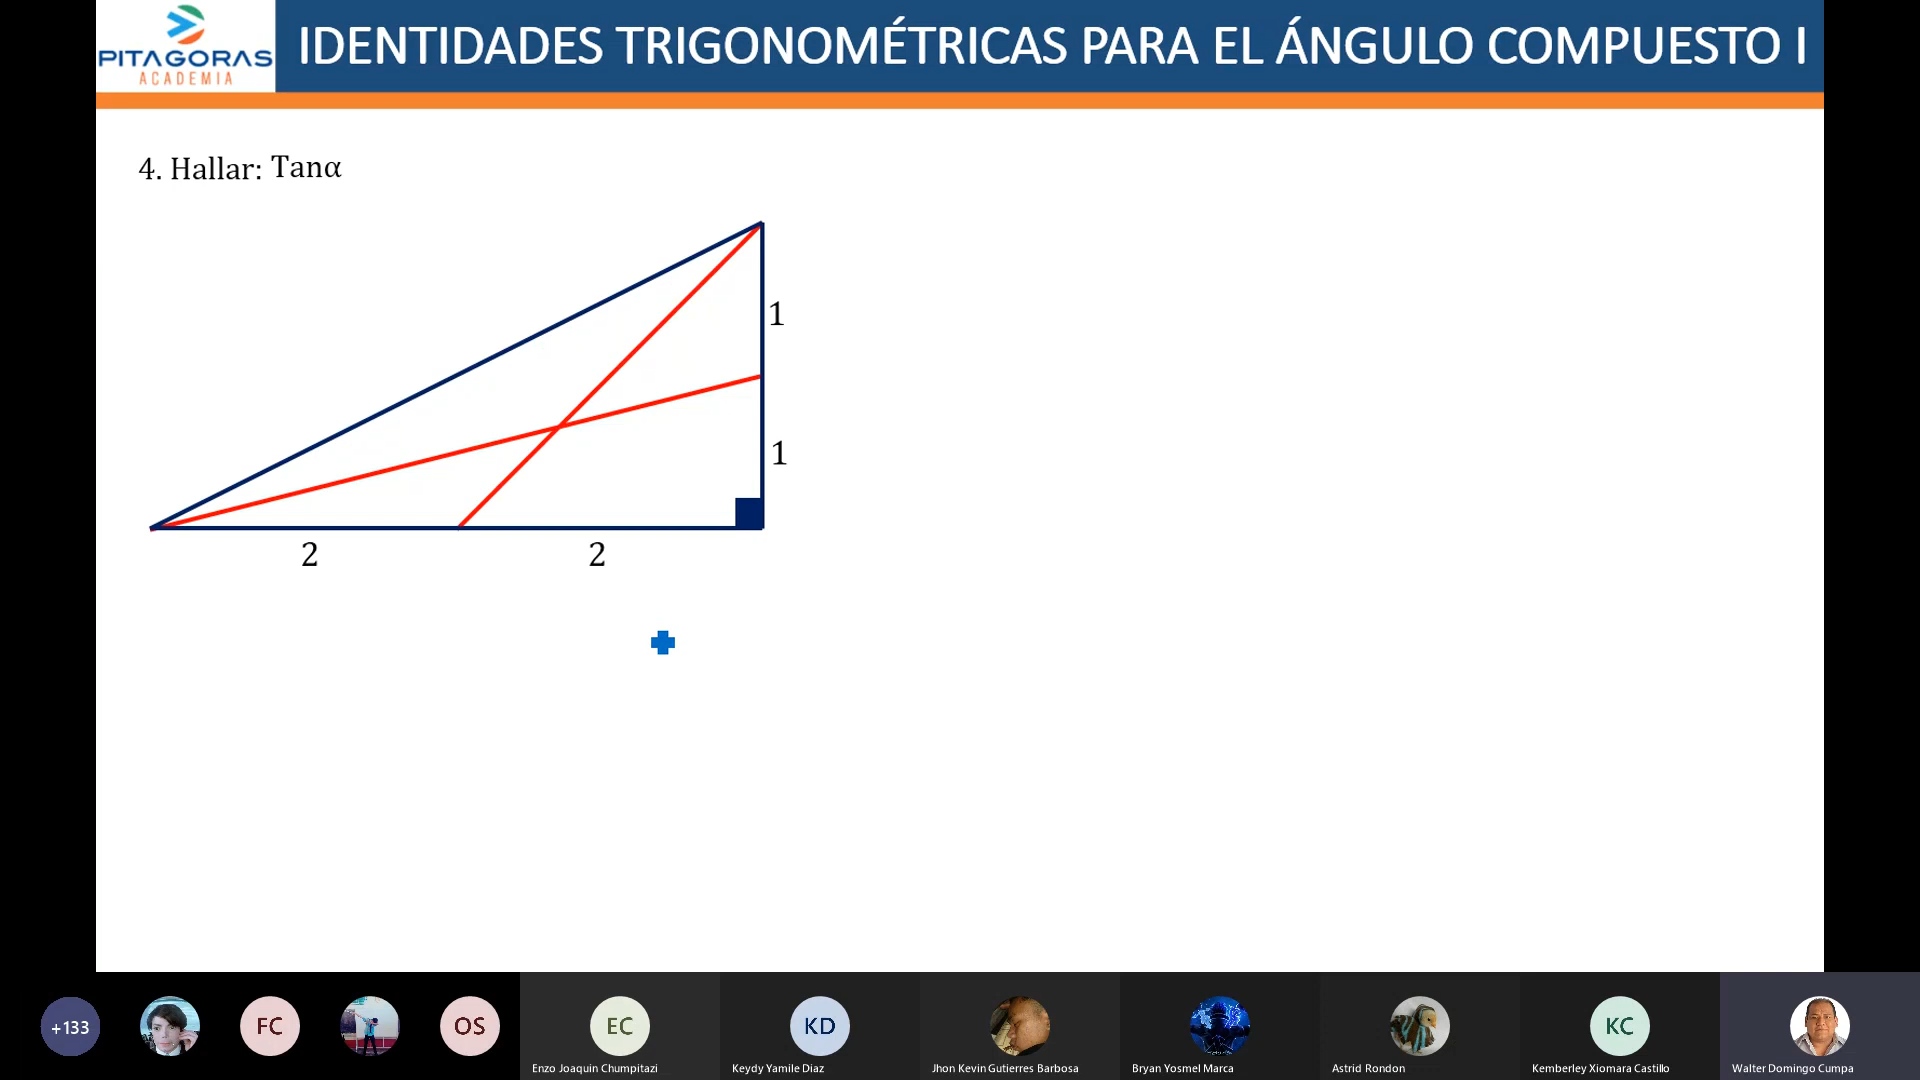 PITAGORAS
ACADEMIA
IDENTIDADES TRIGONOMÉTRICAS PARA EL ÁNGULO COMPUESTO I
4. Hallar: Tanα
1
1
2 2
+133
FC
OS
EC
KD
KC
Enzo Joaquin Chumpitazi
Keydy Yamile Diaz
Jhon Kevin Gutierres Barbosa
Bryan Yosmel Marca
Astrid Rondon
Kemberley Xiomara Castillo
Walter Domingo Cumpa